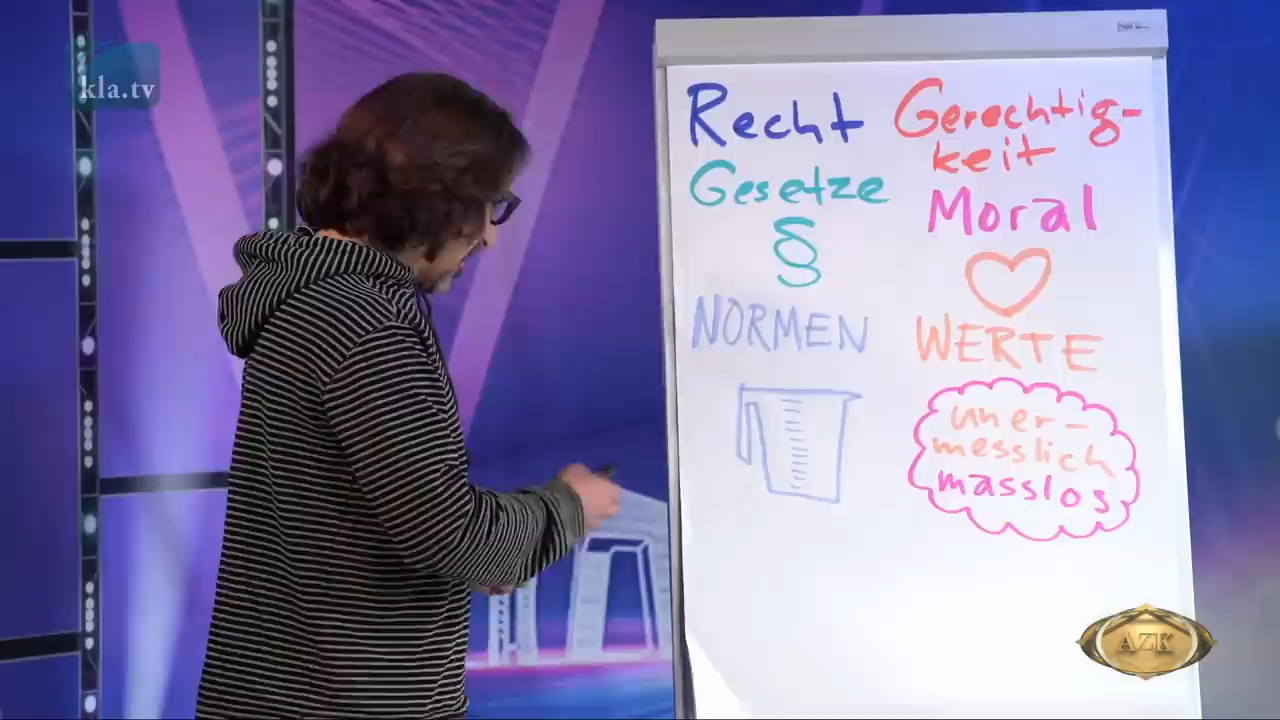 kla.tv
Recht
Gesetze
§
NORMEN
Gerechtig-
keit
Moral
WERTE
uner-
messlich
masslos
AZK